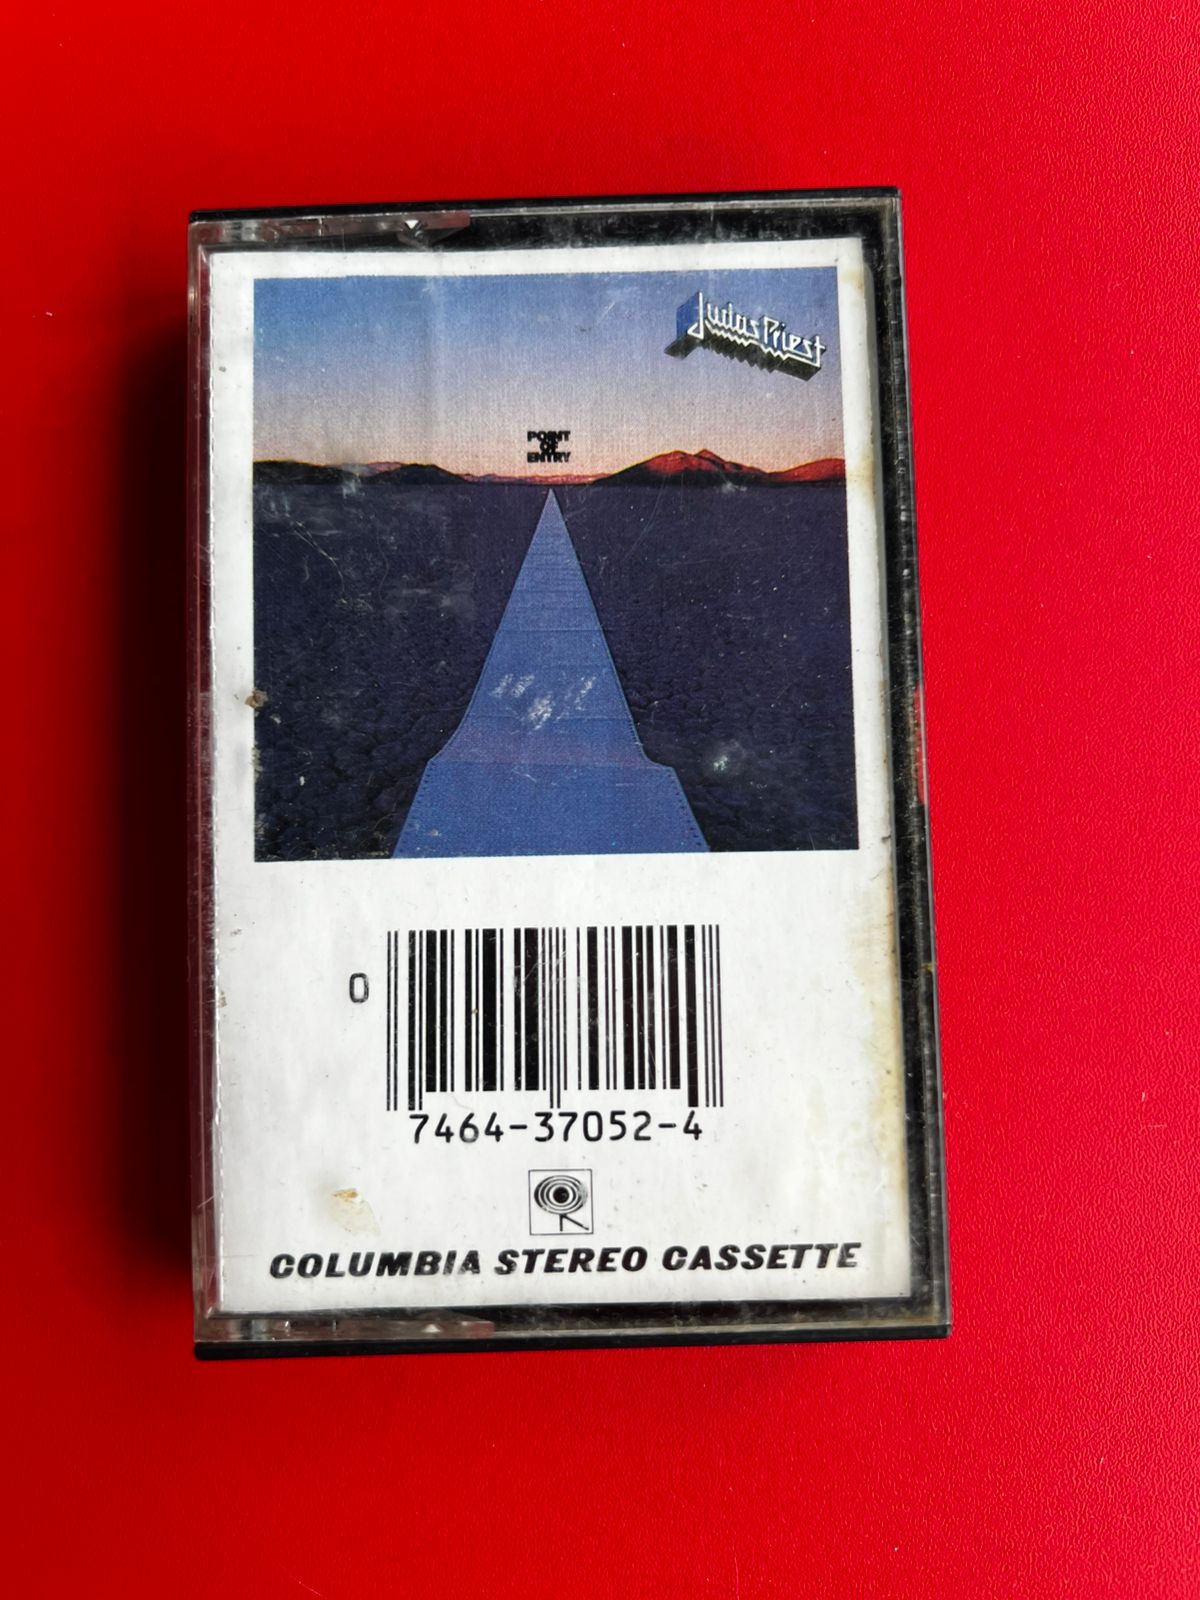 Judas Priest
POINT
OF
ENTRY
0
7464-37052-4
COLUMBIA STEREO CASSETTE